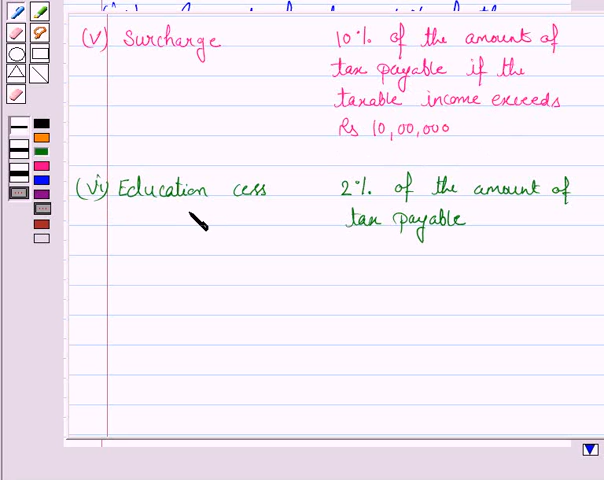 (v) Surcharge 10% of the amount of
tax payable if the
taxable income exceeds
Rs 10,00,000
(vi) Education cess 2% of the amount of
tax payable